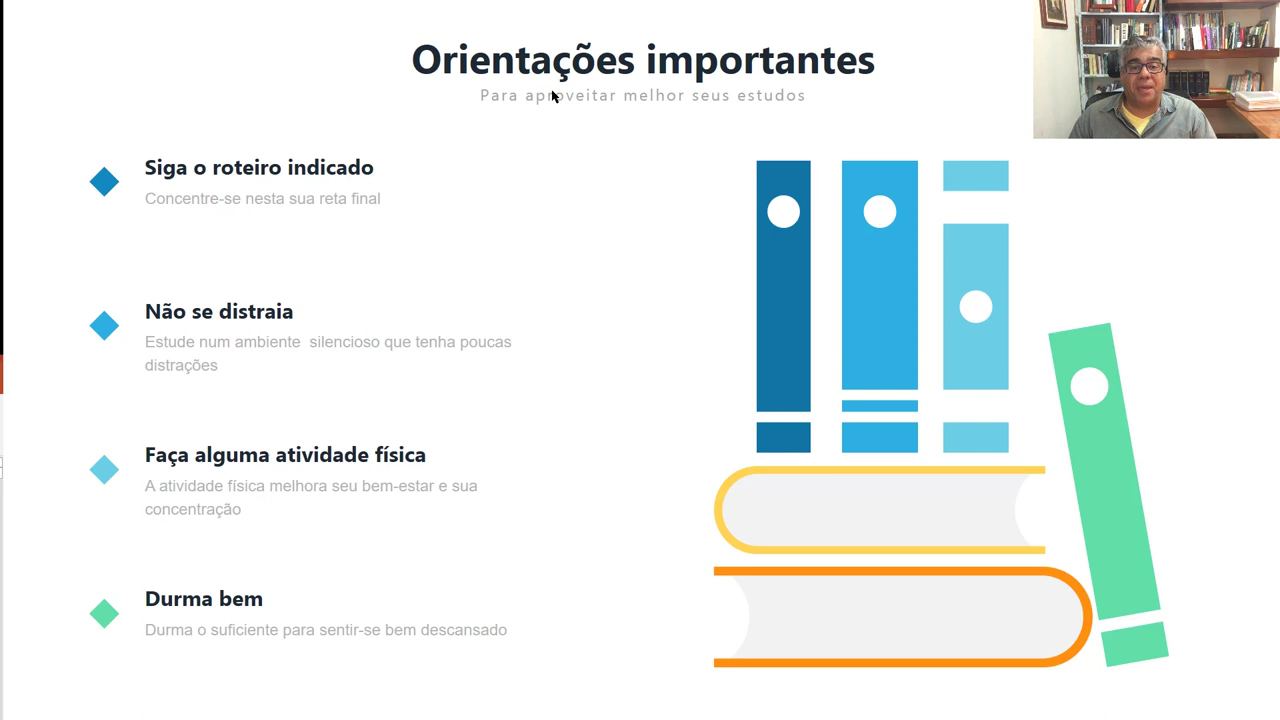 Orientações importantes
Para aproveitar melhor seus estudos
Siga o roteiro indicado
Concentre-se nesta sua reta final
Não se distraia
Estude num ambiente  silencioso que tenha poucas
distrações
Faça alguma atividade física
A atividade física melhora seu bem-estar e sua
concentração
Durma bem
Durma o suficiente para sentir-se bem descansado